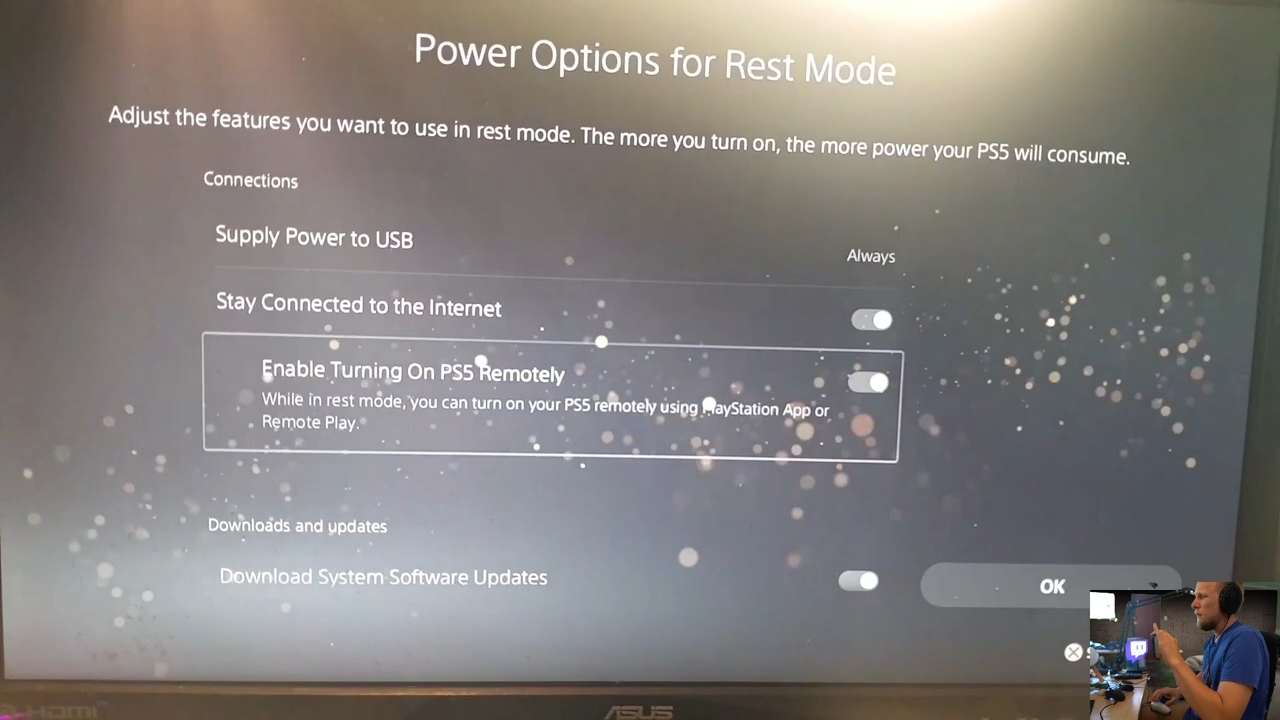 Power Options for Rest Mode
Adjust the features you want to use in rest mode. The more you turn on, the more power your PS5 will consume.
Connections
Supply Power to USB
Always
Stay Connected to the Internet
Enable Turning On PS5 Remotely
While in rest mode, you can turn on your PS5 remotely using PlayStation App or
Remote Play.
Downloads and updates
Download System Software Updates
OK
HDMI
ASUS